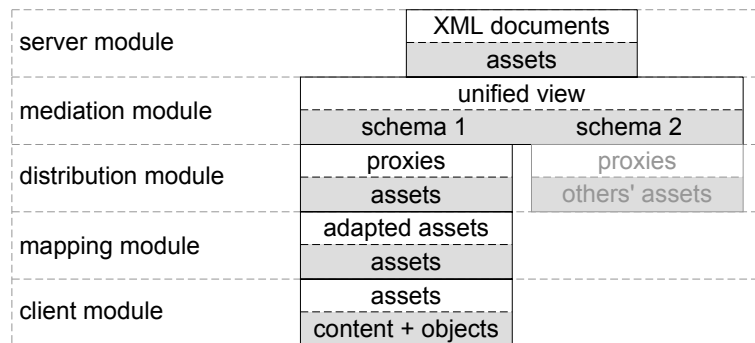 server module
XML documents
assets
mediation module
unified view
schema 1 schema 2
distribution module
proxies proxies
assets others' assets
mapping module
adapted assets
assets
client module
assets
content + objects